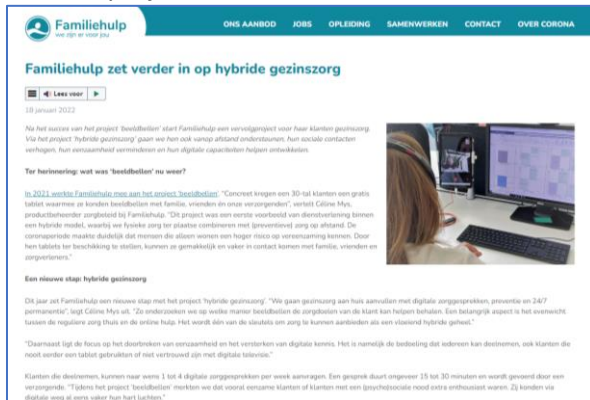 Familiehulp
we zijn er voor jou
ONS AANBOD JOBS OPLEIDING SAMENWERKEN CONTACT OVER CORONA
Familiehulp zet verder in op hybride gezinszorg
Lees voor
18 januari 2022
Na het succes van het project 'beeldbellen' start Familiehulp een vervolgproject voor haar klanten gezinszorg.
Via het project 'hybride gezinszorg' gaan we hen ook vanop afstand ondersteunen, hun sociale contacten
verhogen, hun eenzaamheid verminderen en hun digitale capaciteiten helpen ontwikkelen.
Ter herinnering: wat was 'beeldbellen' nu weer?
In 2021 werkte Familiehulp mee aan het project 'beeldbellen'. "Concreet kregen een 30-tal klanten een gratis
tablet waarmee ze konden beeldbellen met familie, vrienden én onze verzorgenden", vertelt Céline Mys,
productbeheerder zorgbeleid bij Familiehulp. "Dit project was een eerste voorbeeld van dienstverlening binnen
een hybride model, waarbij we fysieke zorg ter plaatse combineren met (preventieve) zorg op afstand. De
coronaperiode maakte duidelijk dat mensen die alleen wonen een hoger risico op vereenzaming kennen. Door
hen tablets ter beschikking te stellen, kunnen ze gemakkelijk en vaker in contact komen met familie, vrienden en
zorgverleners."
Een nieuwe stap: hybride gezinszorg
Dit jaar zet Familiehulp een nieuwe stap met het project 'hybride gezinszorg'. "We gaan gezinszorg aan huis aanvullen met digitale zorggesprekken, preventie en 24/7
permanentie", legt Céline Mys uit. "Zo onderzoeken we op welke manier beeldbellen de zorgdoelen van de klant kan helpen behalen. Een belangrijk aspect is het evenwicht
tussen de reguliere zorg thuis en de online hulp. Het wordt één van de sleutels om zorg te kunnen aanbieden als een vloeiend hybride geheel."
"Daarnaast ligt de focus op het doorbreken van eenzaamheid en het versterken van digitale kennis. Het is namelijk de bedoeling dat iedereen kan deelnemen, ook klanten die
nooit eerder een tablet gebruikten of niet vertrouwd zijn met digitale televisie."
Klanten die deelnemen, kunnen naar wens 1 tot 4 digitale zorggesprekken per week aanvragen. Een gesprek duurt ongeveer 15 tot 30 minuten en wordt gevoerd door een
verzorgende. "Tijdens het project 'beeldbellen' merkten we dat vooral eenzame klanten of klanten met een (psycho)sociale nood extra enthousiast waren. Zij konden via
digitale weg al eens vaker hun hart luchten."